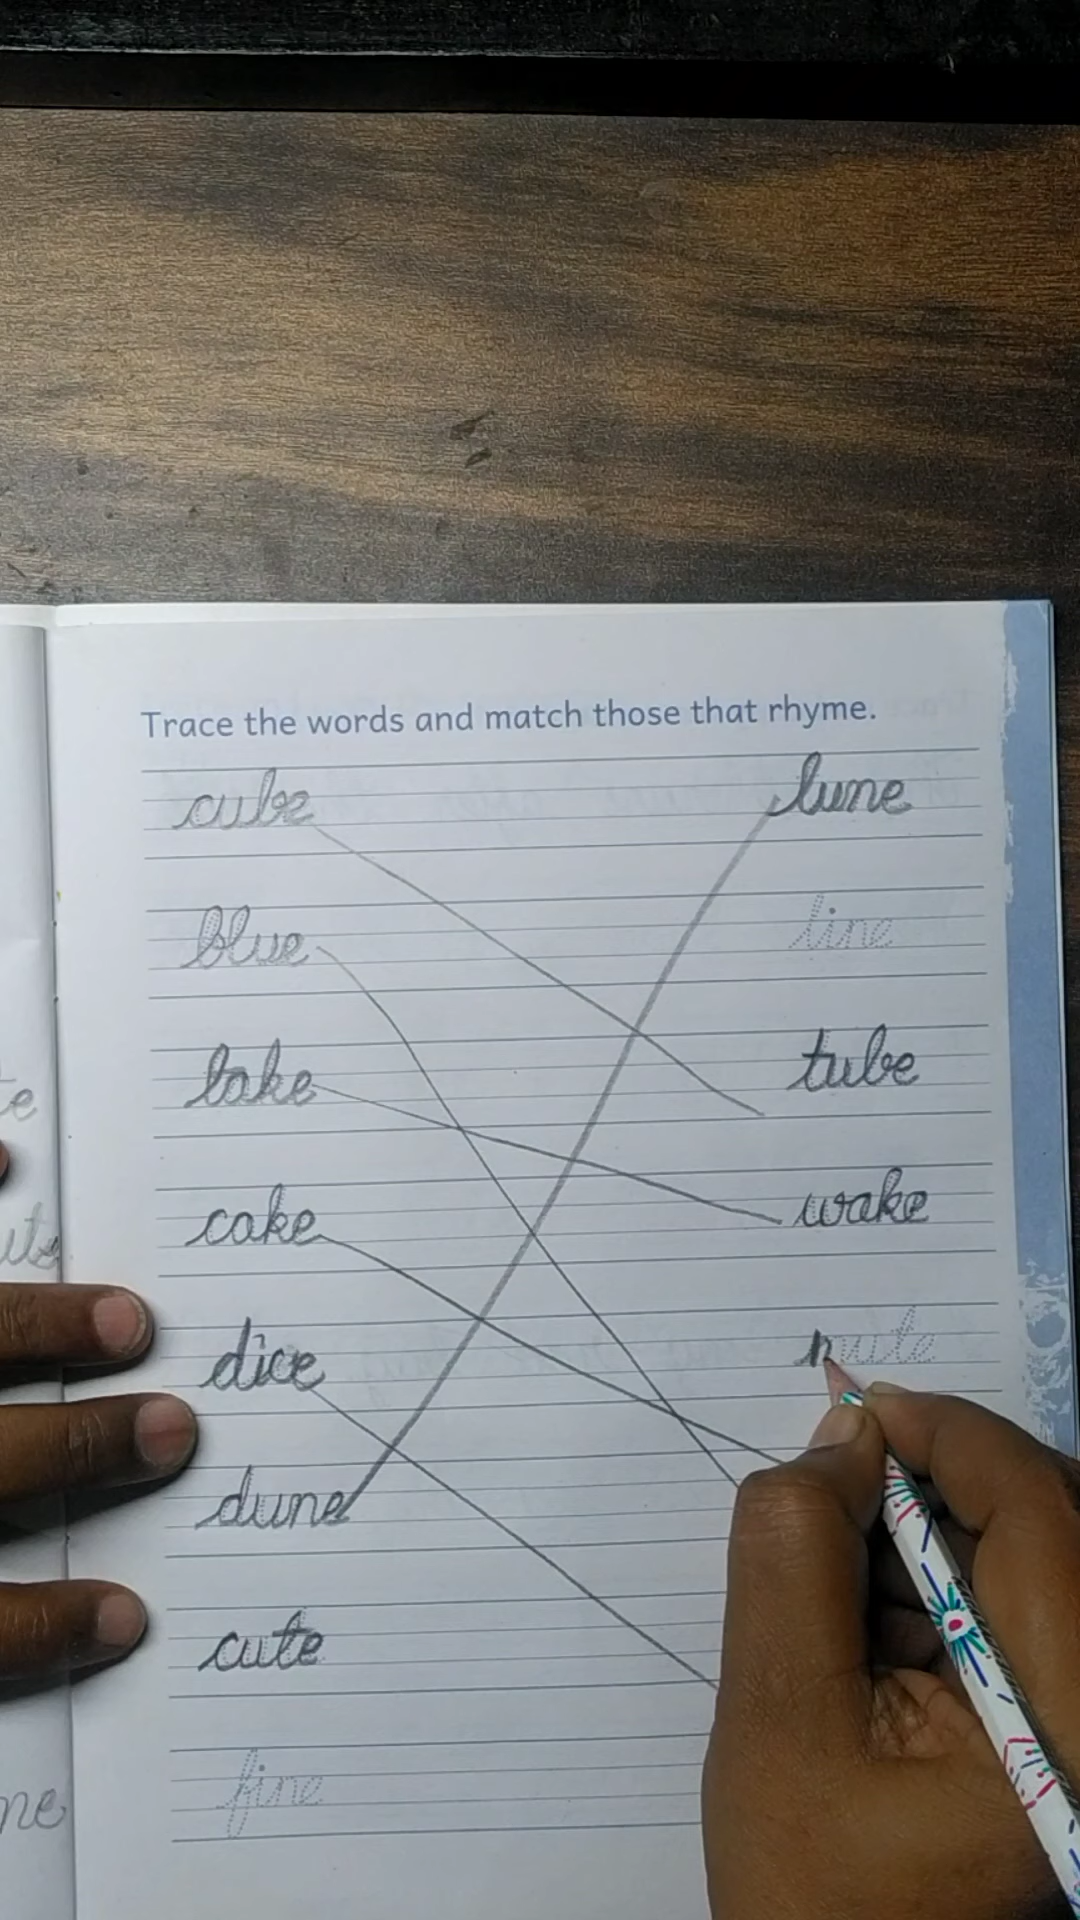 Trace the words and match those that rhyme.
cube lune
blue line
lake tube
cake wake
dice mute
dune
cute
fine